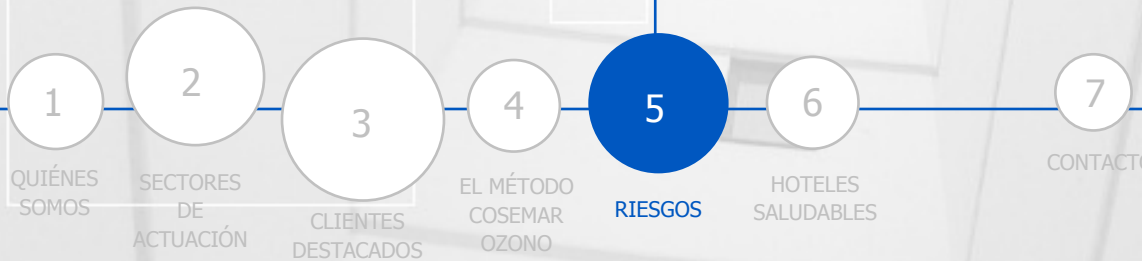 1
QUIÉNES
SOMOS
2
SECTORES
DE
ACTUACIÓN
3
CLIENTES
DESTACADOS
4
EL MÉTODO
COSEMAR
OZONO
5
RIESGOS
6
HOTELES
SALUDABLES
7
CONTACTO